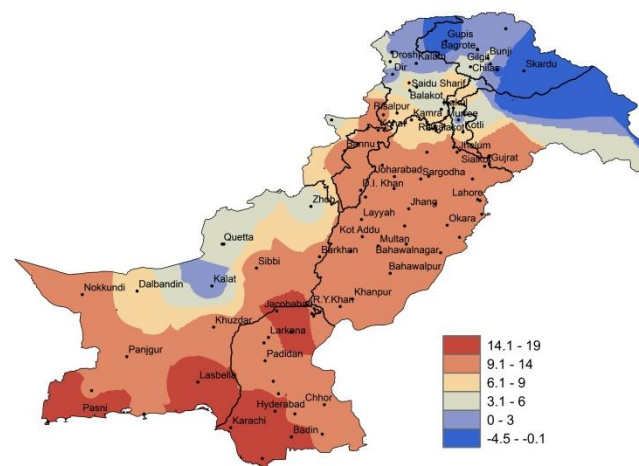 Gupis
Bagrote
Bunji
Drosh
Kalam
Gilgit
Chilas
Skardu
Dir
Saidu Sharif
Balakot
Risalpur
Kamra
Murree
Kotli
Kohat
Rawalakot
Bannu
Jhelum
Sialkot
Gujrat
Joharabad
Sargodha
D.I. Khan
Lahore
Zhob
Layyah
Jhang
Okara
Kot Addu
Quetta
Multan
Barkhan
Bahawalnagar
Sibbi
Bahawalpur
Kalat
Nokkundi
Dalbandin
Khanpur
R.Y.Khan
Jacobabad
Khuzdar
Larkana
Panjgur
Padidan
Lasbella
Pasni
Hyderabad
Chhor
Karachi
Badin
14.1 - 19
9.1 - 14
6.1 - 9
3.1 - 6
0 - 3
-4.5 - -0.1